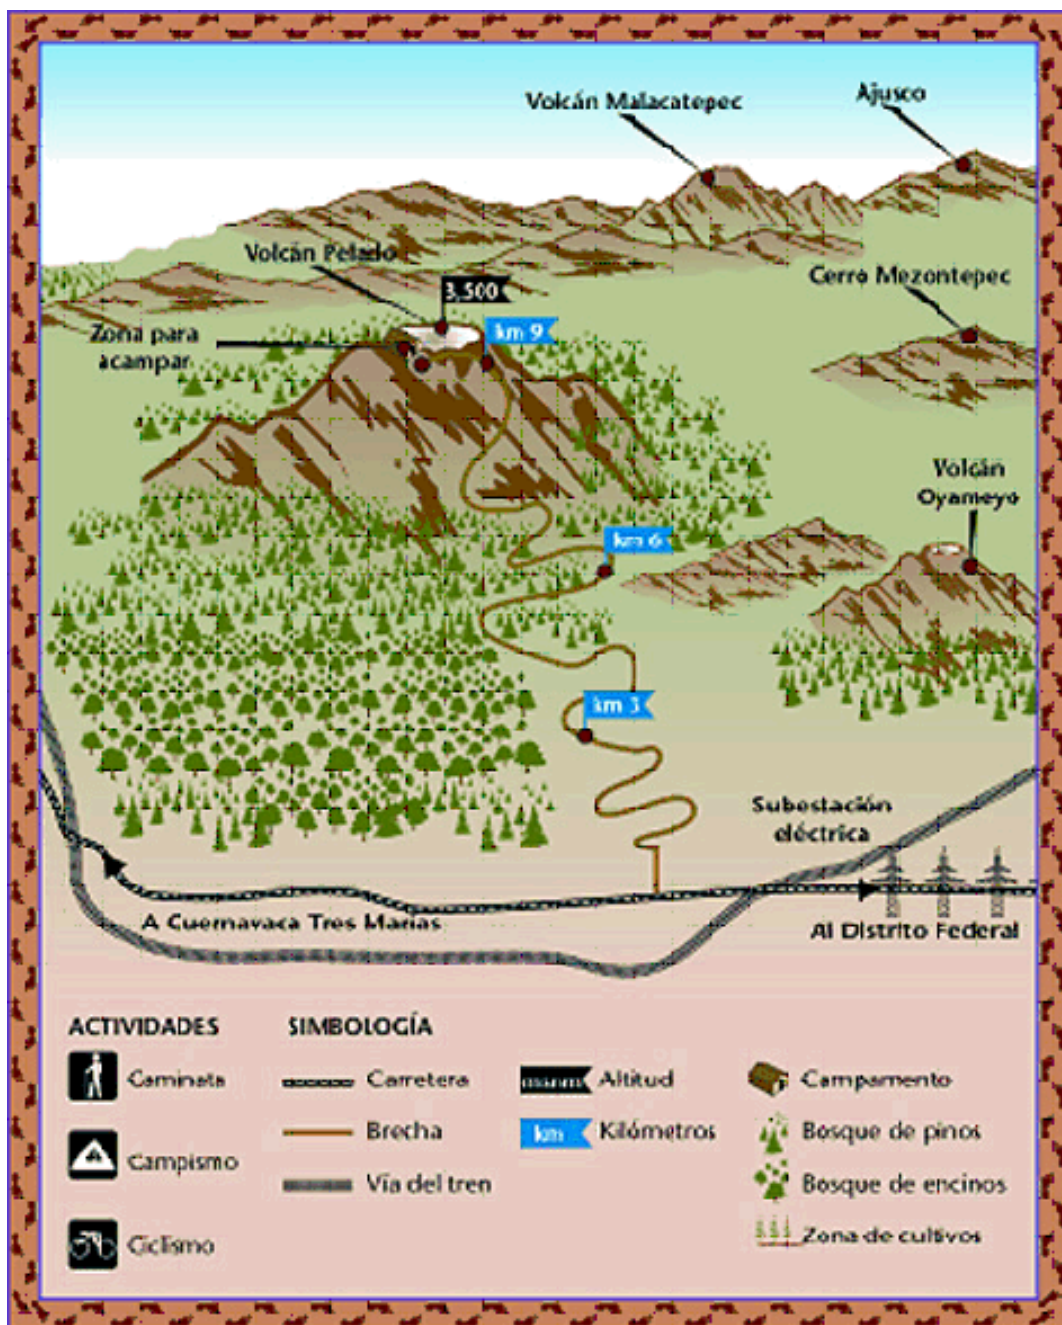 Volcán Malacatepec
Ajusco
Volcán Pelado
3,500
Cerro Mezontepec
Zona para
acampar
km 9
Volcán
Oyameyo
km 6
km 3
Subestación
eléctrica
A Cuernavaca Tres Marías
Al Distrito Federal
ACTIVIDADES
Caminata
Campismo
Ciclismo
SIMBOLOGÍA
Carretera
Brecha
Vía del tren
msnm
Altitud
km
Kilómetros
Campamento
Bosque de pinos
Bosque de encinos
Zona de cultivos